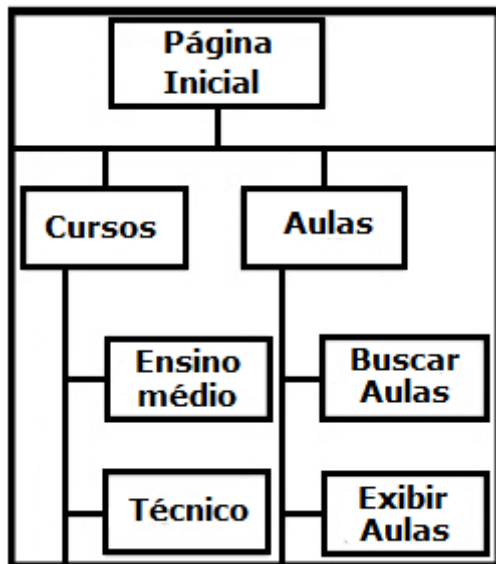 Página
Inicial
Cursos
Aulas
Ensino
médio
Buscar
Aulas
Técnico
Exibir
Aulas